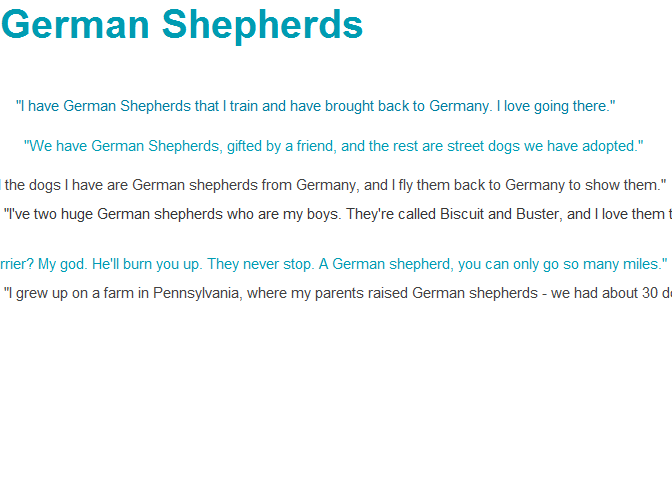 German Shepherds
"I have German Shepherds that I train and have brought back to Germany. I love going there."
"We have German Shepherds, gifted by a friend, and the rest are street dogs we have adopted."
the dogs I have are German shepherds from Germany, and I fly them back to Germany to show them."
"I've two huge German shepherds who are my boys. They're called Biscuit and Buster, and I love them
rrier? My god. He'll burn you up. They never stop. A German shepherd, you can only go so many miles."
"I grew up on a farm in Pennsylvania, where my parents raised German shepherds - we had about 30